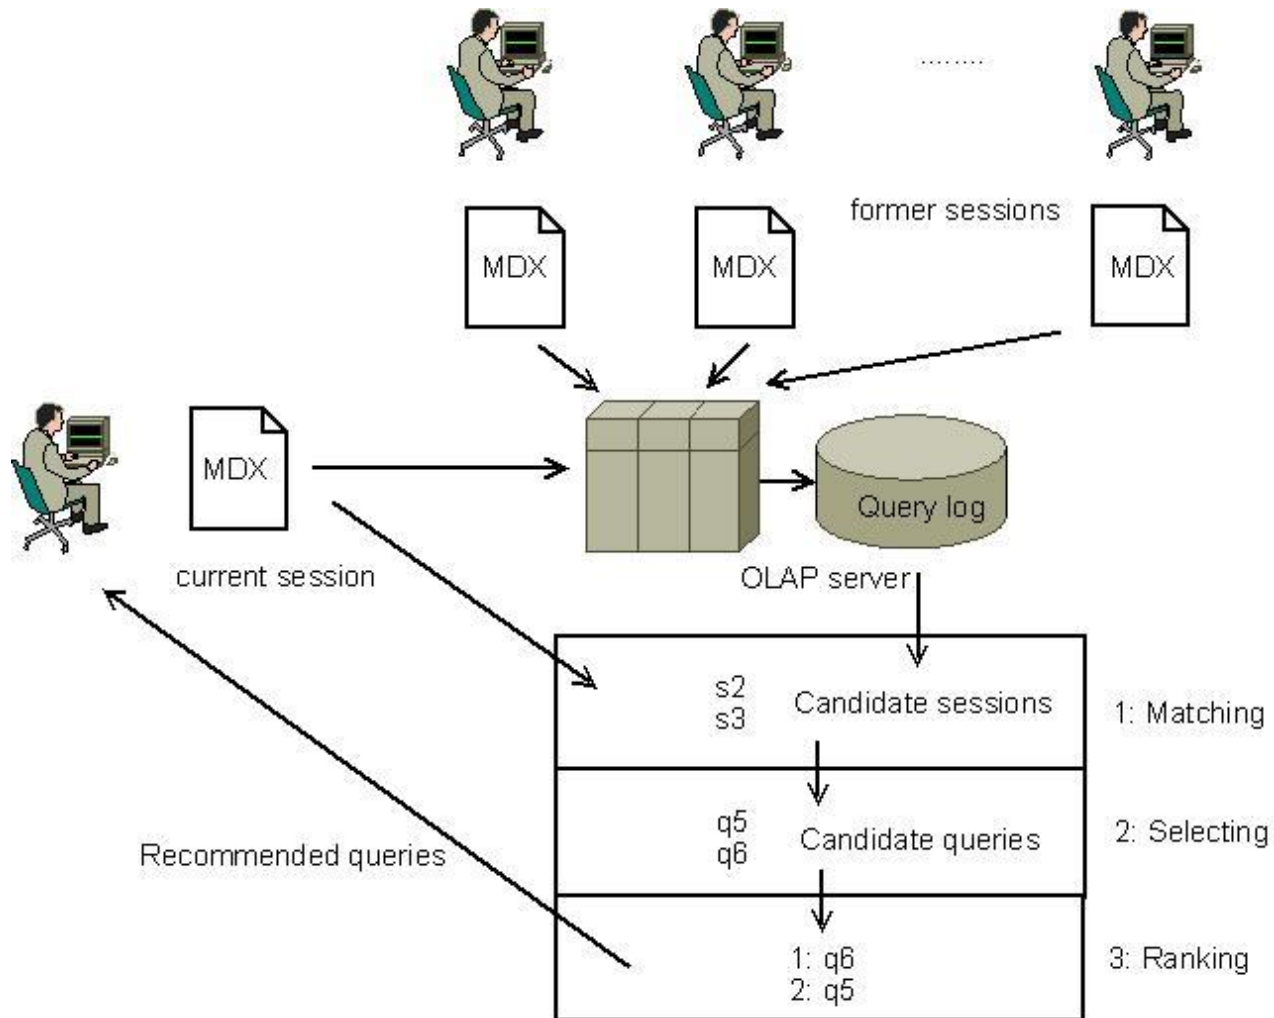 ........
former sessions
MDX
MDX
MDX
MDX
current session
Query log
OLAP server
s2
s3
Candidate sessions
1: Matching
q5
q6
Candidate queries
2: Selecting
Recommended queries
1: q6
2: q5
3: Ranking